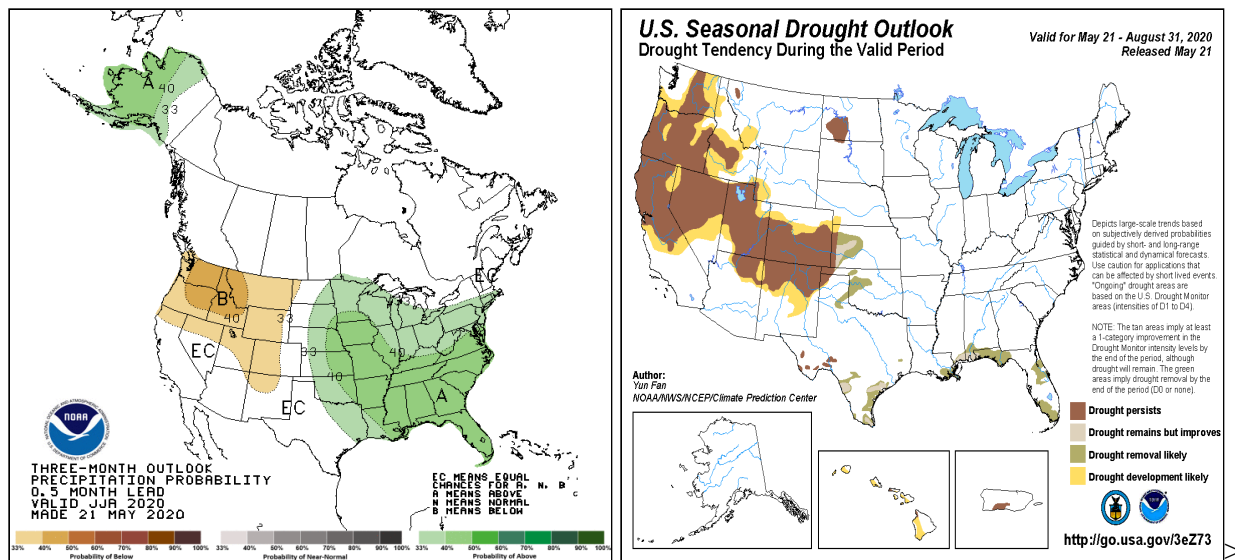 A
40
33
B
40
33
EC
EC
EC
33
33
40
40
A
NOAA
NATIONAL OCEANIC AND ATMOSPHERIC ADMINISTRATION
U.S. DEPARTMENT OF COMMERCE
THREE-MONTH OUTLOOK
PRECIPITATION PROBABILITY
0.5 MONTH LEAD
VALID JJA 2020
MADE 21 MAY 2020
EC MEANS EQUAL
CHANCES FOR A, N, B
A MEANS ABOVE
N MEANS NORMAL
B MEANS BELOW
33% 40% 50% 60% 70% 80% 90% 100%
Probability of Below
33% 40% 50% 60% 70% 80% 90% 100%
Probability of Near-Normal
33% 40% 50% 60% 70% 80% 90% 100%
Probability of Above
U.S. Seasonal Drought Outlook
Drought Tendency During the Valid Period
Valid for May 21 - August 31, 2020
Released May 21
Depicts large-scale trends based
on subjectively derived probabilities
guided by short- and long-range
statistical and dynamical forecasts.
Use caution for applications that
can be affected by short lived events.
"Ongoing" drought areas are
based on the U.S. Drought Monitor
areas (intensities of D1 to D4).
NOTE: The tan areas imply at least
a 1-category improvement in
the Drought Monitor intensity levels by
the end of the period, although
drought will remain. The green
areas imply drought removal by the
end of the period (D0 or none).
Author:
Yun Fan
NOAA/NWS/NCEP/Climate Prediction Center
Drought persists
Drought remains but improves
Drought removal likely
Drought development likely
http://go.usa.gov/3eZ73